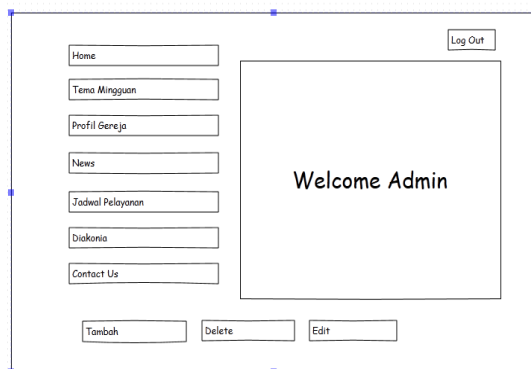 Log Out
Home
Tema Mingguan
Profil Gereja
News
Jadwal Pelayanan
Diakonia
Contact Us
Welcome Admin
Tambah
Delete
Edit